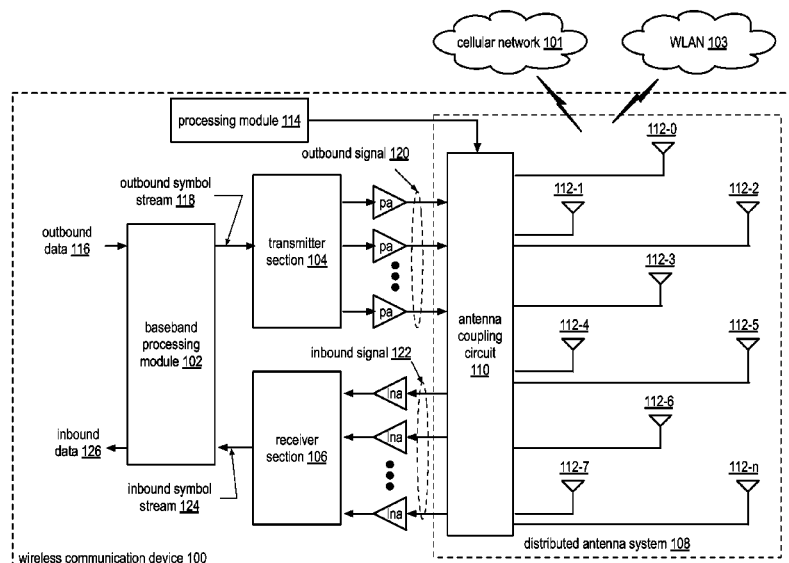 cellular network 101
WLAN 103
processing module 114
outbound signal 120
112-0
outbound symbol
stream 118
pa
112-1
112-2
outbound
data 116
transmitter
section 104
pa
112-3
pa
antenna
coupling
circuit
110
baseband
processing
module 102
inbound signal 122
112-4
112-5
lna
112-6
inbound
data 126
receiver
section 106
lna
112-7
112-n
inbound symbol
stream 124
lna
distributed antenna system 108
wireless communication device 100